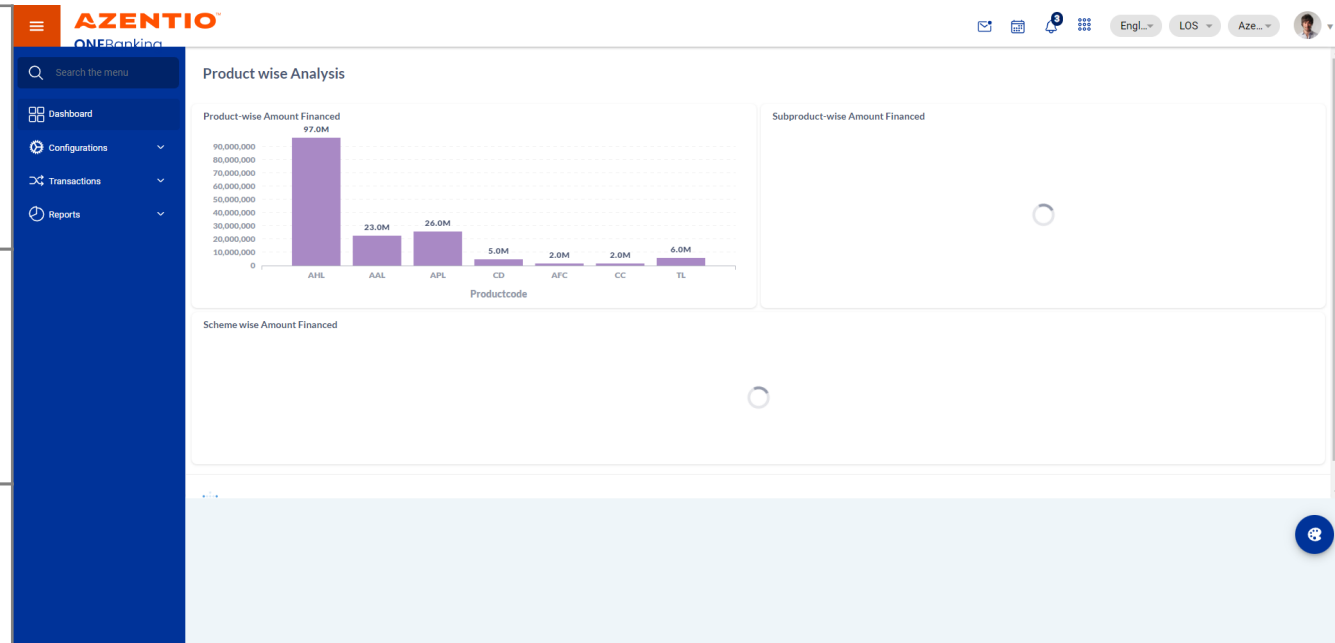 AZENTIO™
ONEBanking
3
Engl...
LOS
Aze...
Search the menu
Dashboard
Configurations
Transactions
Reports
Product wise Analysis
Product-wise Amount Financed
97.0M
90,000,000
80,000,000
70,000,000
60,000,000
50,000,000
40,000,000
30,000,000
20,000,000
10,000,000
0
23.0M
26.0M
5.0M
2.0M
2.0M
6.0M
AHL AAL APL CD AFC CC TL
Productcode
Subproduct-wise Amount Financed
Scheme wise Amount Financed